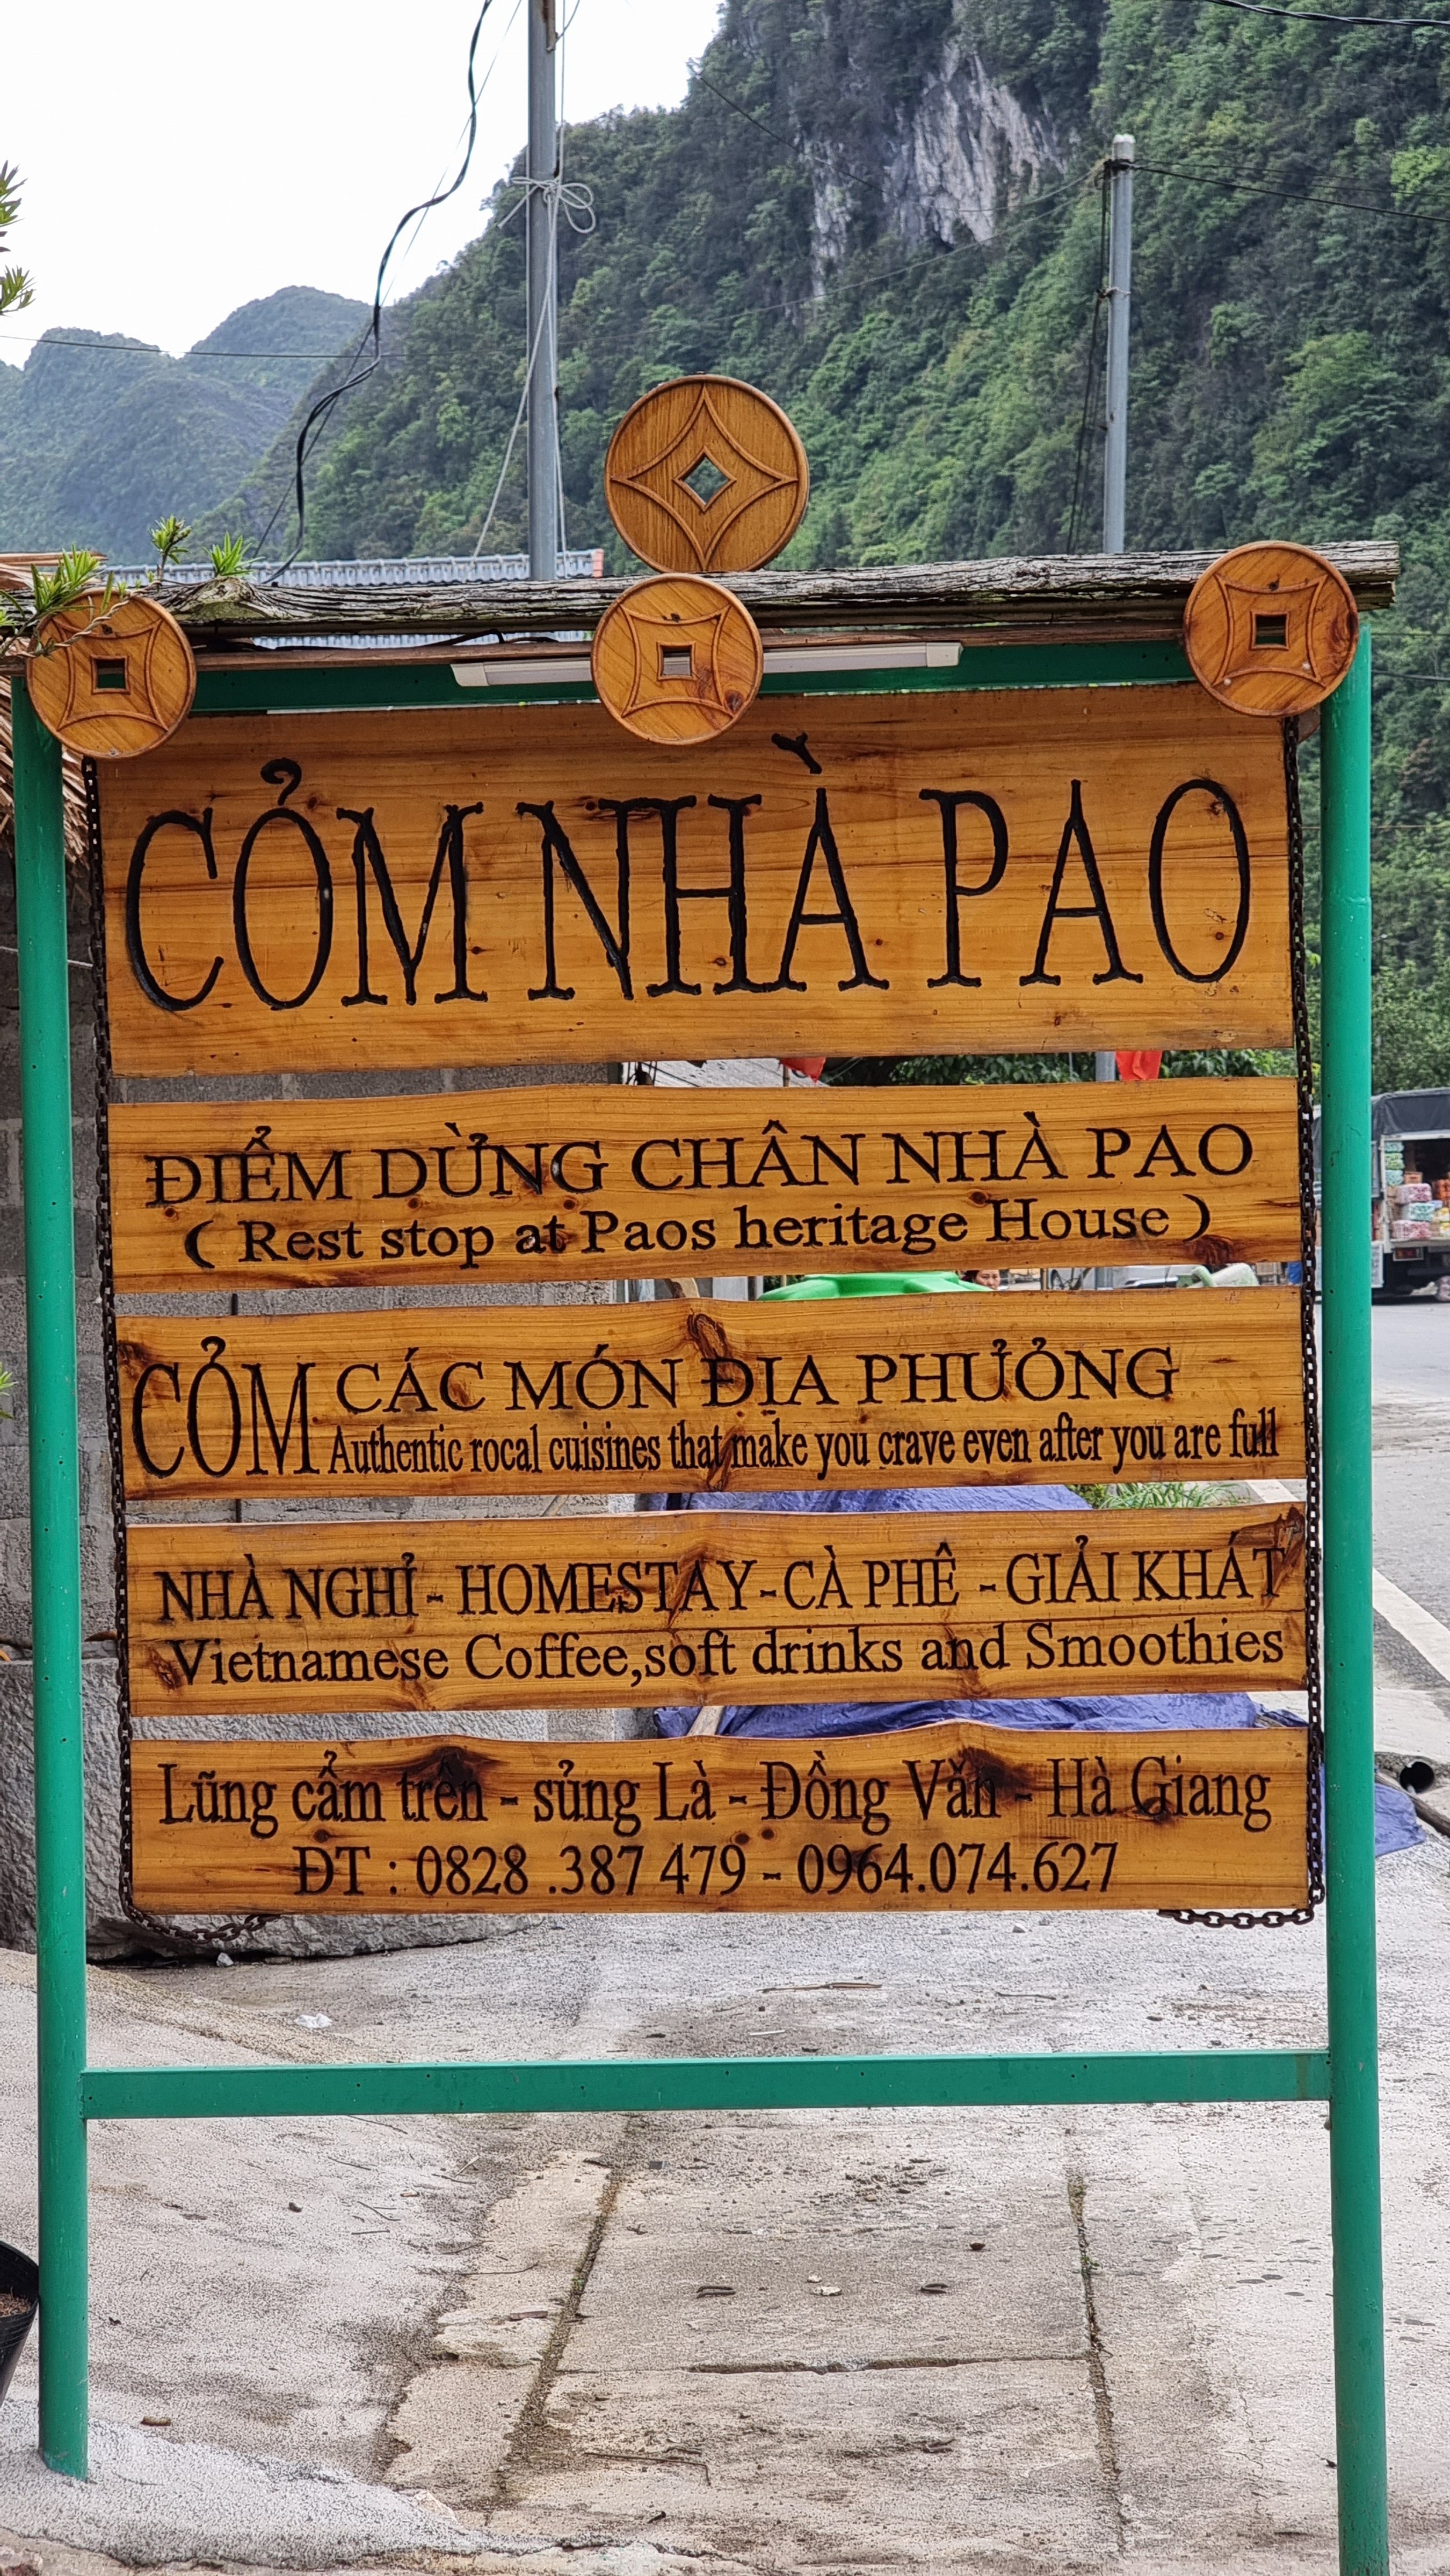 CỎM NHÀ PAO
ĐIỂM DỪNG CHÂN NHÀ PAO
( Rest stop at Paos heritage House )
CỎM CÁC MÓN ĐỊA PHƯỎNG
Authentic rocal cuisines that make you crave even after you are full
NHÀ NGHỈ - HOMESTAY - CÀ PHÊ - GIẢI KHÁT
Vietnamese Coffee,soft drinks and Smoothies
Lũng cẩm trên - sủng Là - Đồng Văn - Hà Giang
ĐT : 0828 .387 479 - 0964.074.627